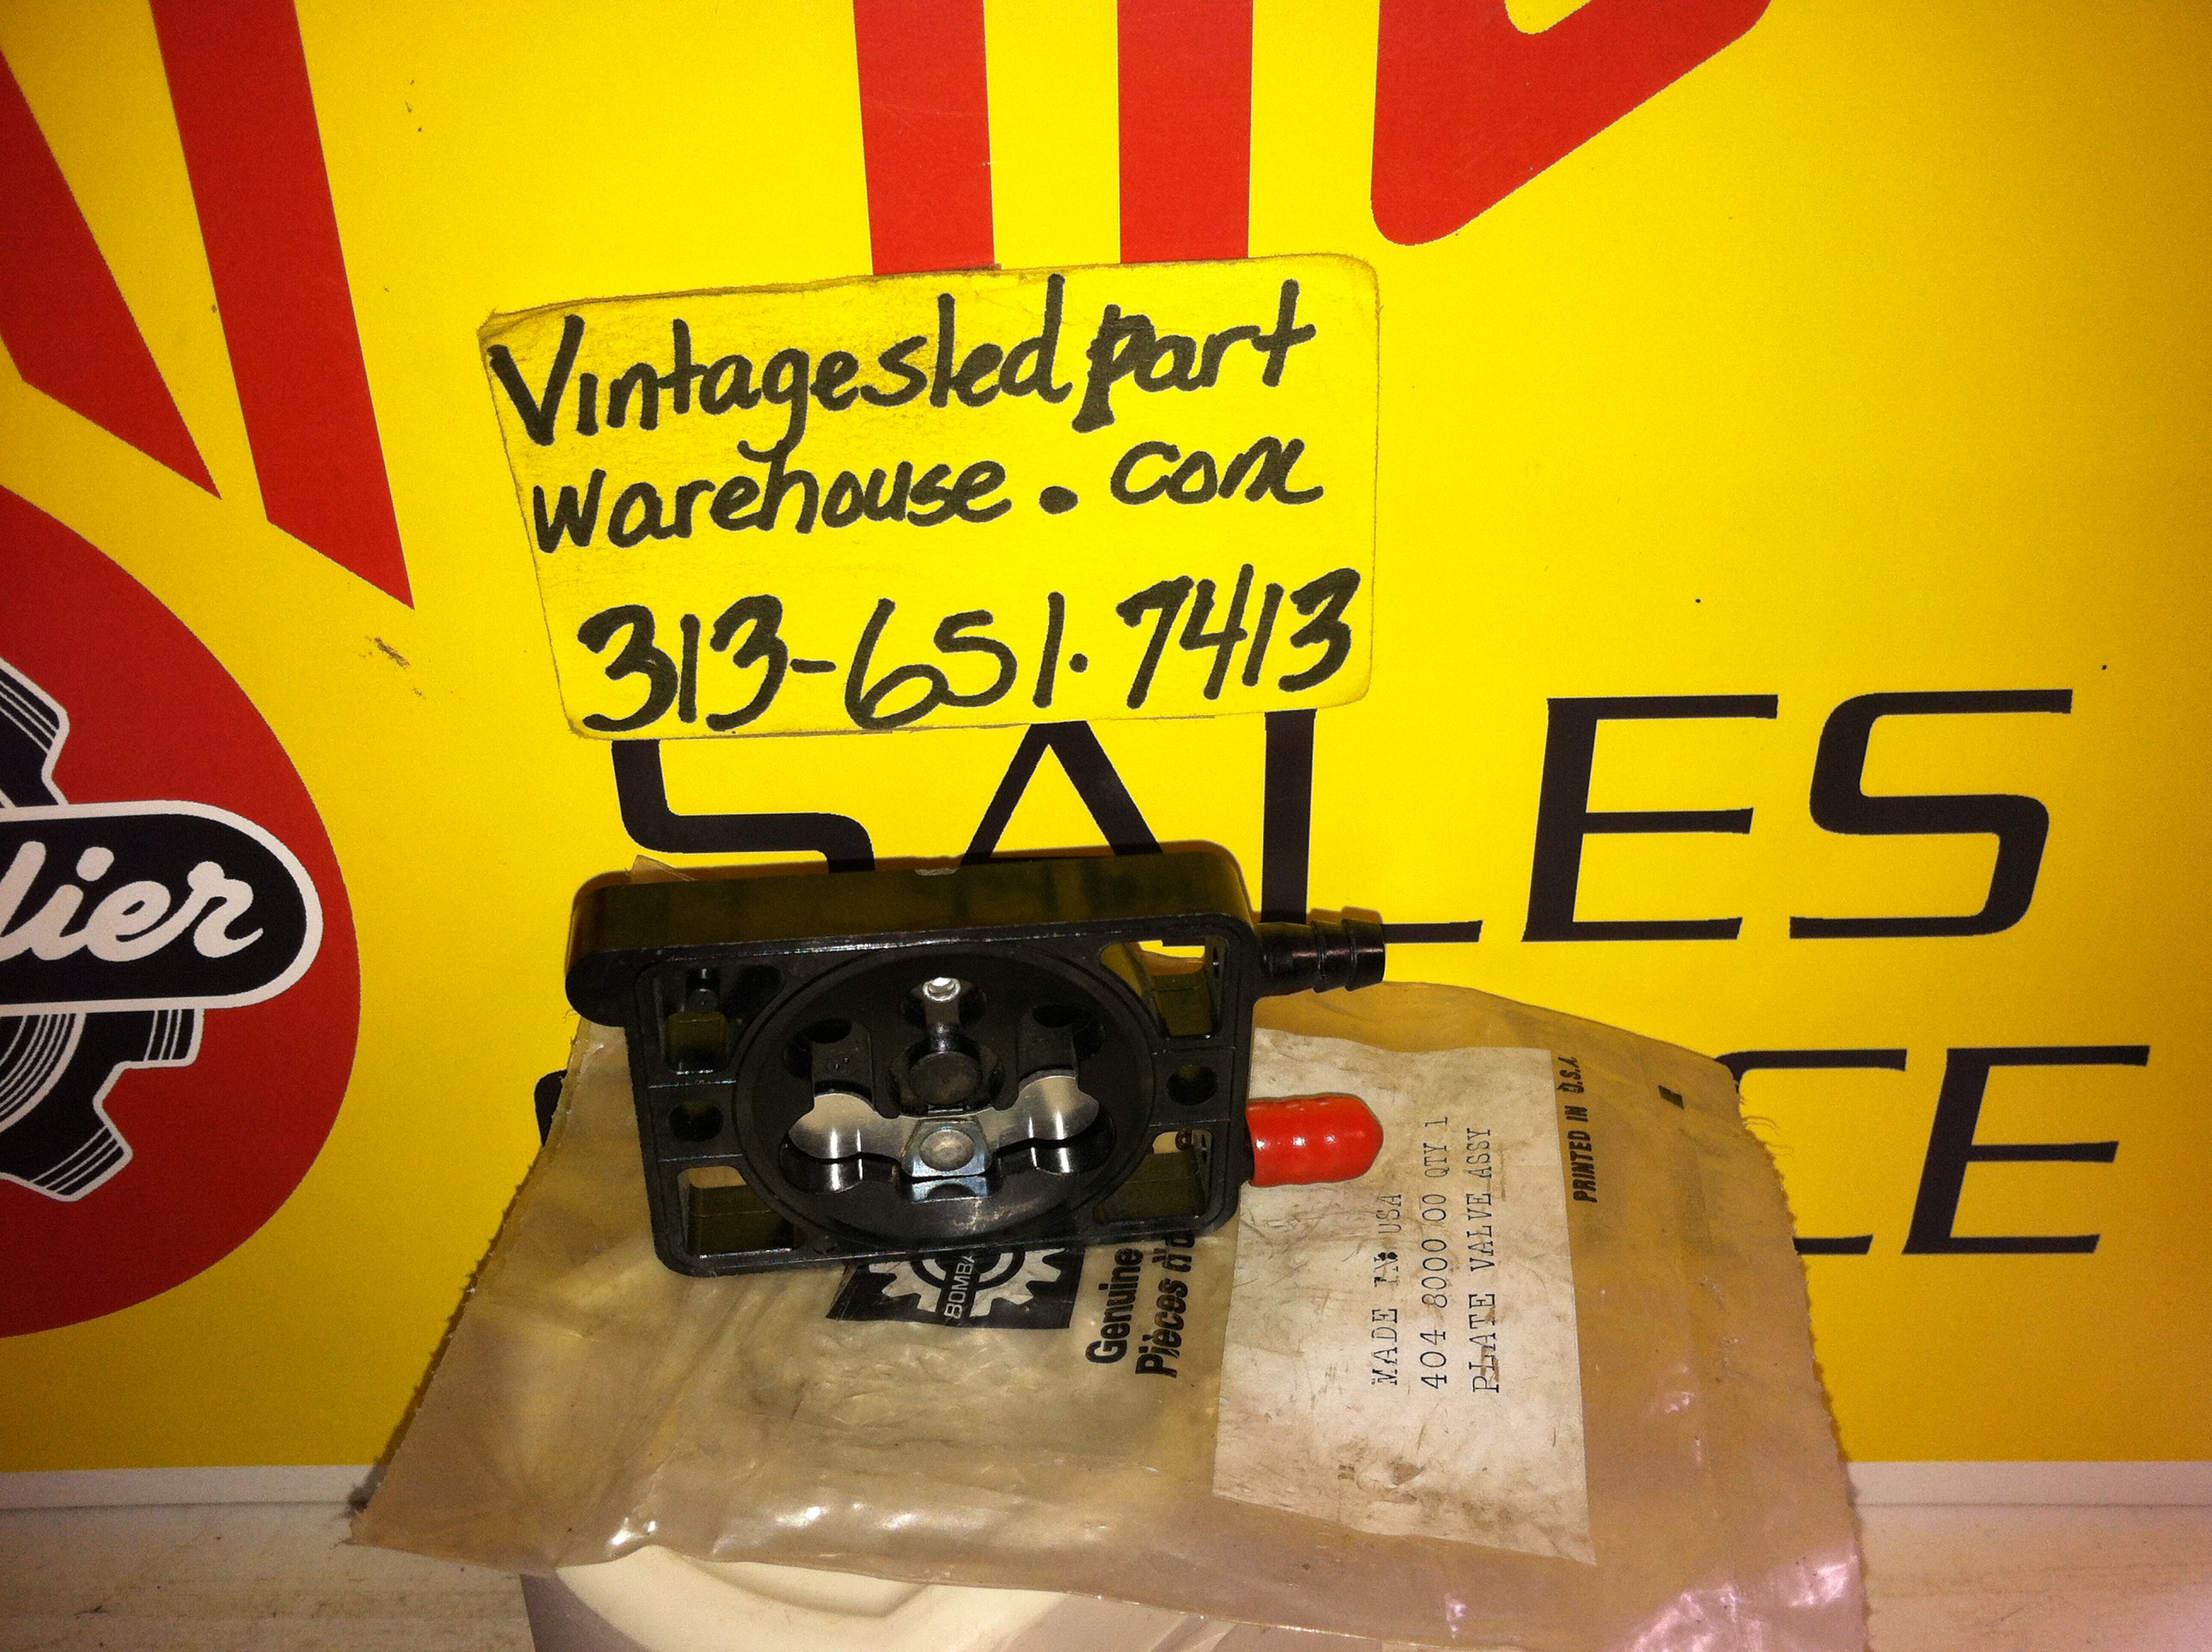 Vintagesledpart
warehouse.com
313-651.7413
SALES
CE
lier
BOMBA
Genuine
Pièces d'
MADE IN USA
404 8000 00 QTY 1
PLATE VALVE ASSY
PRINTED IN U.S.A.